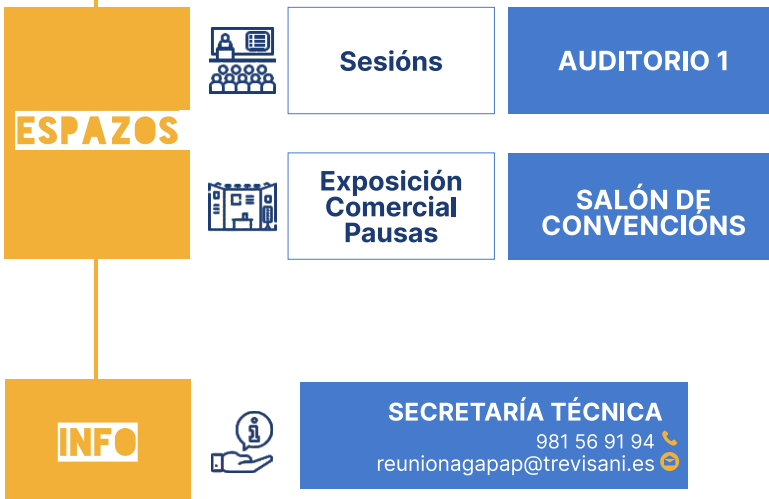 ESPAZOS
Sesións
AUDITORIO 1
Exposición
Comercial
Pausas
SALÓN DE
CONVENCIÓNS
INFO
SECRETARÍA TÉCNICA
981 56 91 94
reunionagapap@trevisani.es